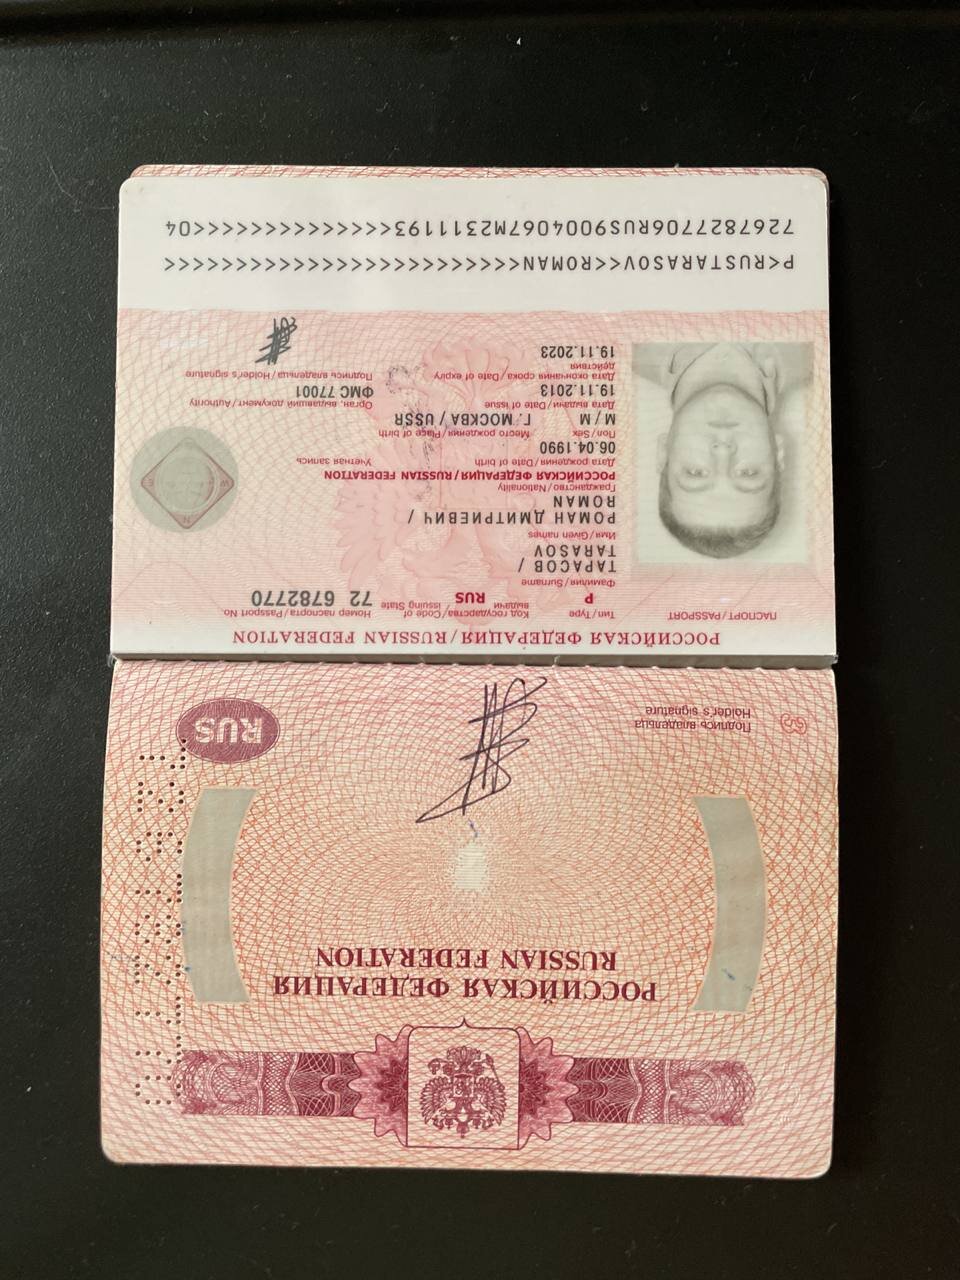 РОССИЙСКАЯ ФЕДЕРАЦИЯ
RUSSIAN FEDERATION
Подпись владельца
Holder's signature
RUS
РОССИЙСКАЯ ФЕДЕРАЦИЯ / RUSSIAN FEDERATION
ПАСПОРТ / PASSPORT
Тип / Type
Код государства / Code of issuing State
выдачи
Номер паспорта / Passport No
P
RUS
72 6782770
Фамилия / Surname
ТАРАСОВ /
TARASOV
Имя / Given names
РОМАН ДМИТРИЕВИЧ /
ROMAN
Гражданство / Nationality
РОССИЙСКАЯ ФЕДЕРАЦИЯ / RUSSIAN FEDERATION
Дата рождения / Date of birth
Учетная запись
06.04.1990
Пол / Sex
Место рождения / Place of birth
М / M
Г. МОСКВА / USSR
Дата выдачи / Date of issue
Орган, выдавший документ / Authority
19.11.2013
ФМС 77001
Дата окончания срока / Date of expiry
действия
Подпись владельца / Holder's signature
19.11.2023
N
W
E
P<RUSTARASOV<<ROMAN<<<<<<<<<<<<<<<<<<<<<<<<<
7267827706RUS9004067M2311193<<<<<<<<<<<<<<04